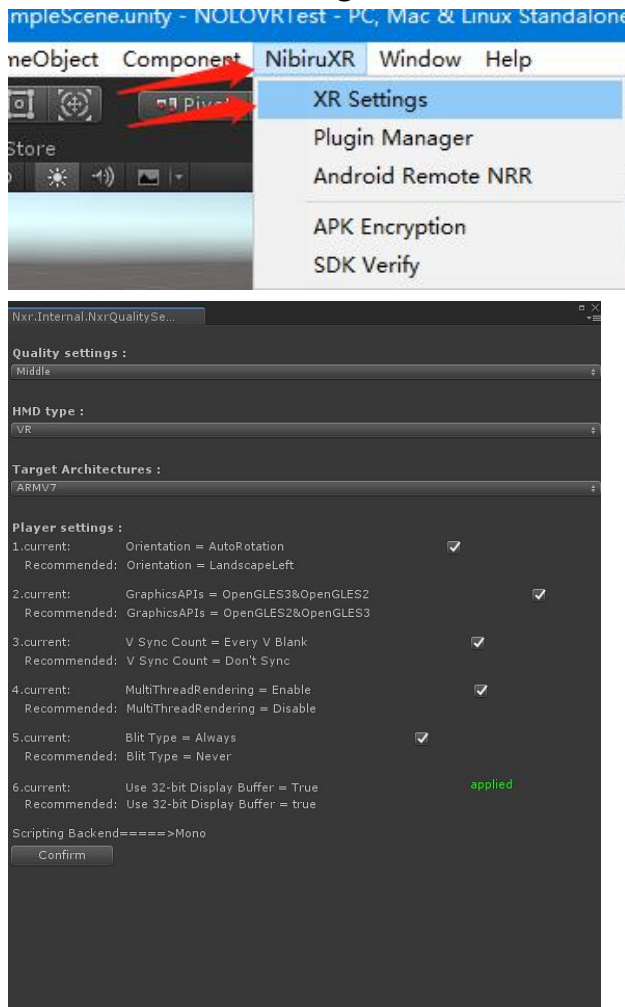 mpleScene.unity - NOLOVRTest - PC, Mac & Linux Standalone
meObject Component NibiruXR Window Help
XR Settings
Store
Plugin Manager
Android Remote NRR
APK Encryption
SDK Verify
Nxr.Internal.NxrQualitySe...
Quality settings :
Middle
HMD type :
VR
Target Architectures :
ARMV7
Player settings :
1.current: Orientation = AutoRotation
Recommended: Orientation = LandscapeLeft
2.current: GraphicsAPIs = OpenGLES3&OpenGLES2
Recommended: GraphicsAPIs = OpenGLES2&OpenGLES3
3.current: V Sync Count = Every V Blank
Recommended: V Sync Count = Don't Sync
4.current: MultiThreadRendering = Enable
Recommended: MultiThreadRendering = Disable
5.current: Blit Type = Always
Recommended: Blit Type = Never
6.current: Use 32-bit Display Buffer = True applied
Recommended: Use 32-bit Display Buffer = true
Scripting Backend=====>Mono
Confirm